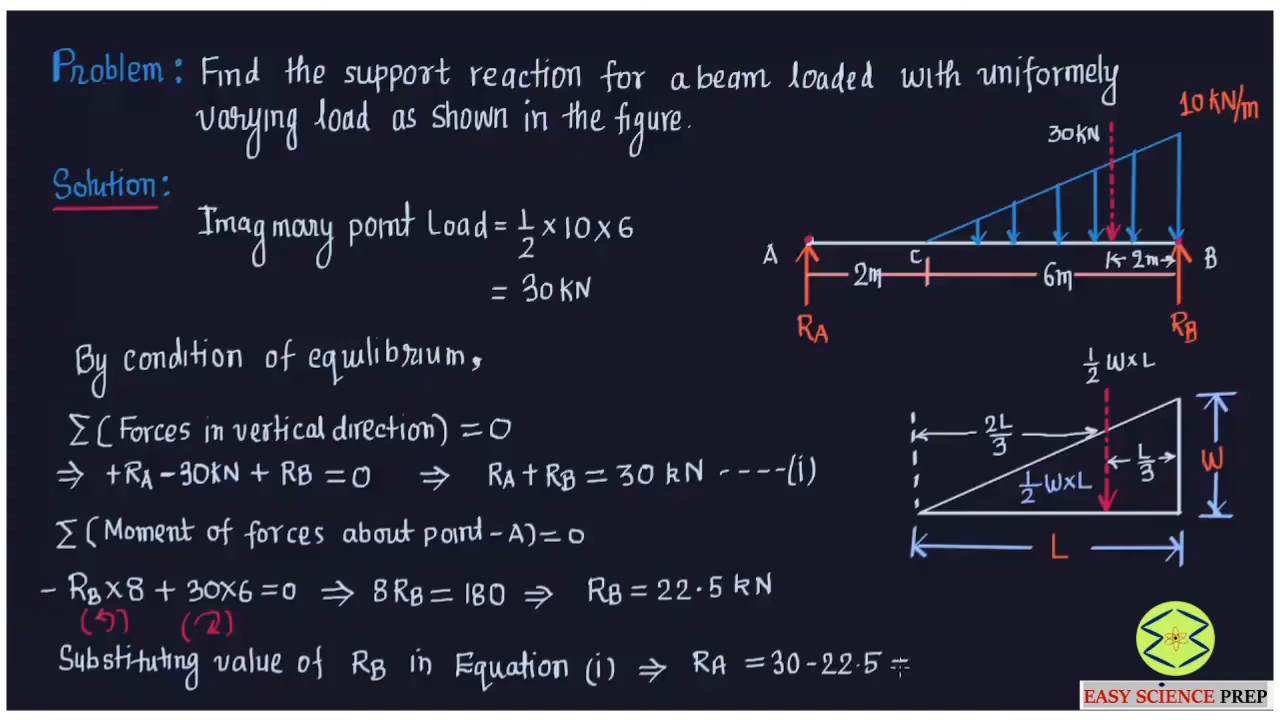 Problem: Find the support reaction for a beam loaded with uniformely
varying load as shown in the figure.
10 KN/m
30 KN
Solution:
Imaginary point Load = 1/2 × 10 × 6
= 30 KN
A
C
B
2m
6m
2m
RA
RB
By condition of equilibrium,
1/2 W×L
Σ(Forces in vertical direction) = 0
2L/3
L/3
W
1/2 W×L
L
⇒ +RA − 30KN + RB = 0 ⇒ RA + RB = 30 KN ----(i)
Σ(Moment of forces about point - A) = 0
- RB × 8 + 30×6 = 0 ⇒ 8RB = 180 ⇒ RB = 22.5 KN
(↺) (↻)
Substituting value of RB in Equation (i) ⇒ RA = 30 - 22.5 =
EASY SCIENCE PREP